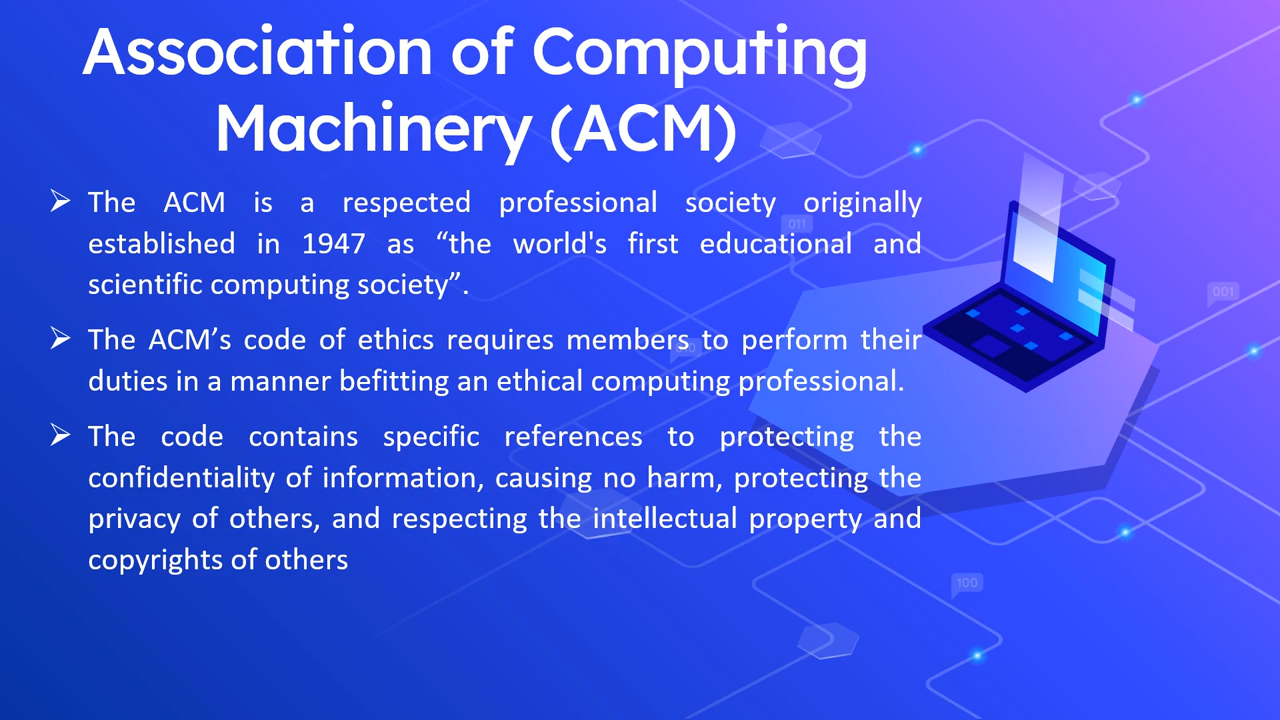 Association of Computing
Machinery (ACM)
➢ The ACM is a respected professional society originally
established in 1947 as “the world's first educational and
scientific computing society”.
➢ The ACM’s code of ethics requires members to perform their
duties in a manner befitting an ethical computing professional.
➢ The code contains specific references to protecting the
confidentiality of information, causing no harm, protecting the
privacy of others, and respecting the intellectual property and
copyrights of others
011
001
100